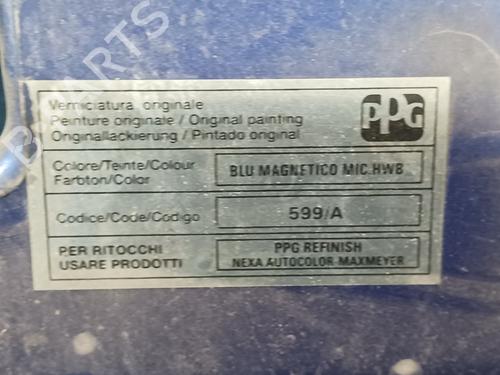 Verniciatura originale
Peinture originale / Original painting
Originallackierung / Pintado original
PPG
Colore/Teinte/Colour
Farbton/Color
BLU MAGNETICO MIC.HWB
Codice/Code/Codigo
599/A
PER RITOCCHI
USARE PRODOTTI
PPG REFINISH
NEXA AUTOCOLOR-MAXMEYER